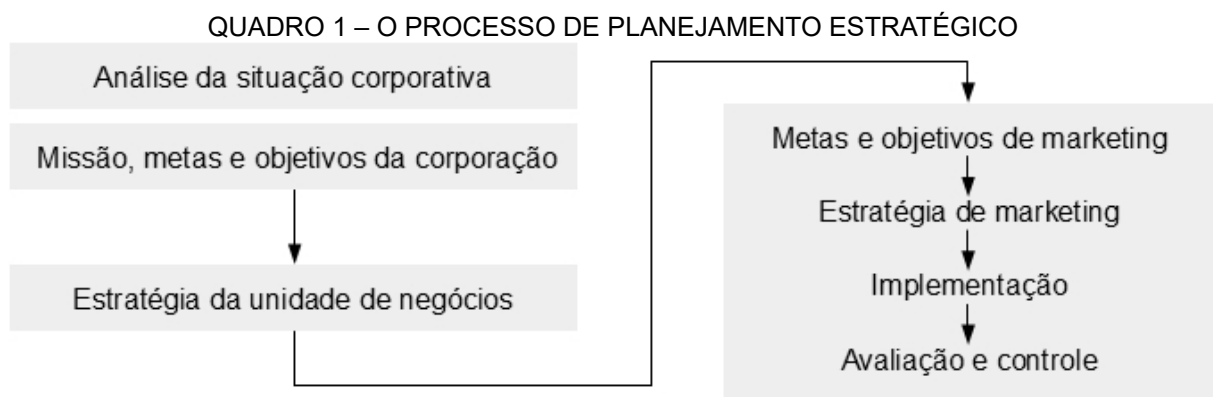 QUADRO 1 – O PROCESSO DE PLANEJAMENTO ESTRATÉGICO
Análise da situação corporativa
Missão, metas e objetivos da corporação
Estratégia da unidade de negócios
Metas e objetivos de marketing
Estratégia de marketing
Implementação
Avaliação e controle